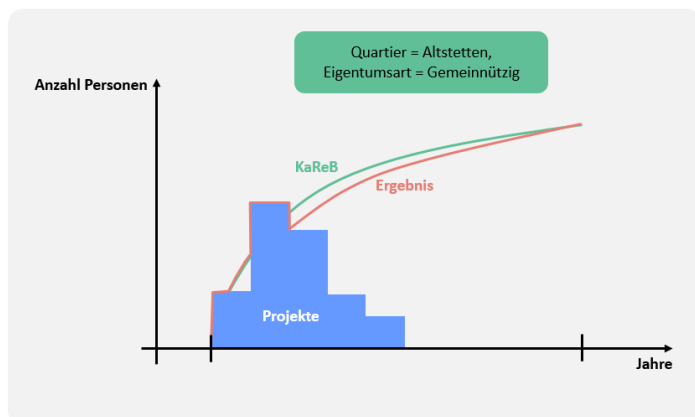 Quartier = Altstetten,
Eigentumsart = Gemeinnützig
Anzahl Personen
KaReB
Ergebnis
Projekte
Jahre